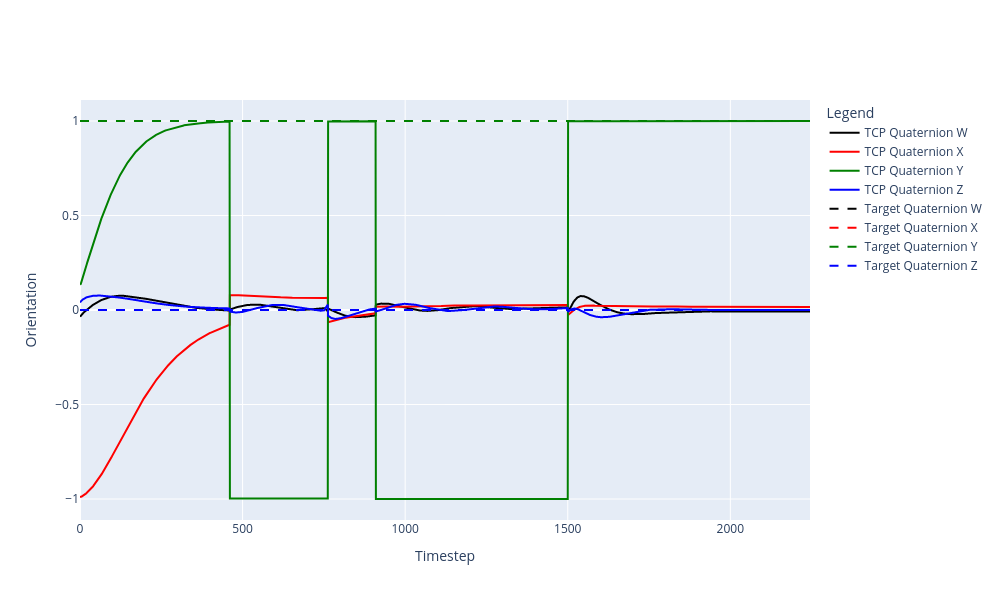 Legend
TCP Quaternion W
TCP Quaternion X
TCP Quaternion Y
TCP Quaternion Z
Target Quaternion W
Target Quaternion X
Target Quaternion Y
Target Quaternion Z
1
0.5
0
−0.5
−1
Orientation
0 500 1000 1500 2000
Timestep